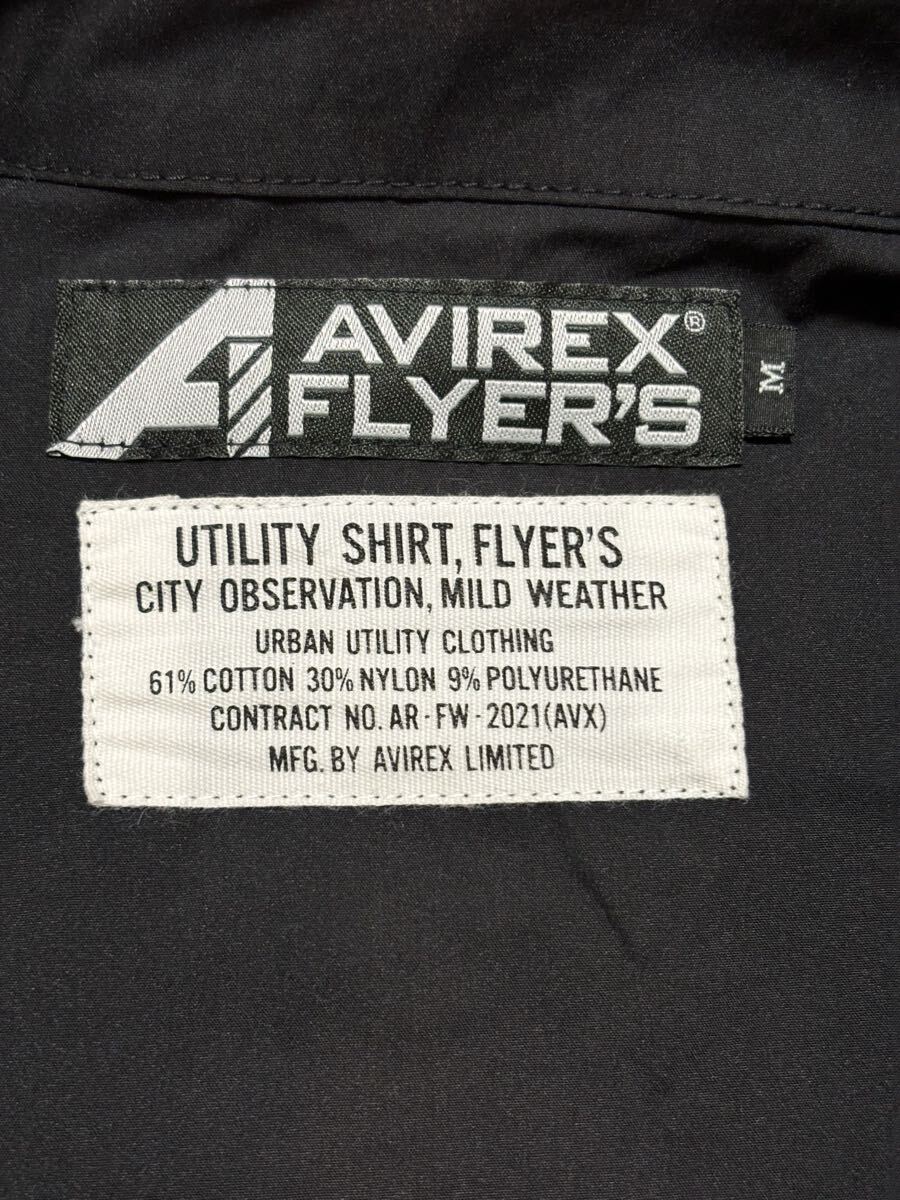 AVIREX®
FLYER'S
M
UTILITY SHIRT, FLYER'S
CITY OBSERVATION, MILD WEATHER
URBAN UTILITY CLOTHING
61% COTTON 30% NYLON 9% POLYURETHANE
CONTRACT NO. AR-FW-2021(AVX)
MFG. BY AVIREX LIMITED